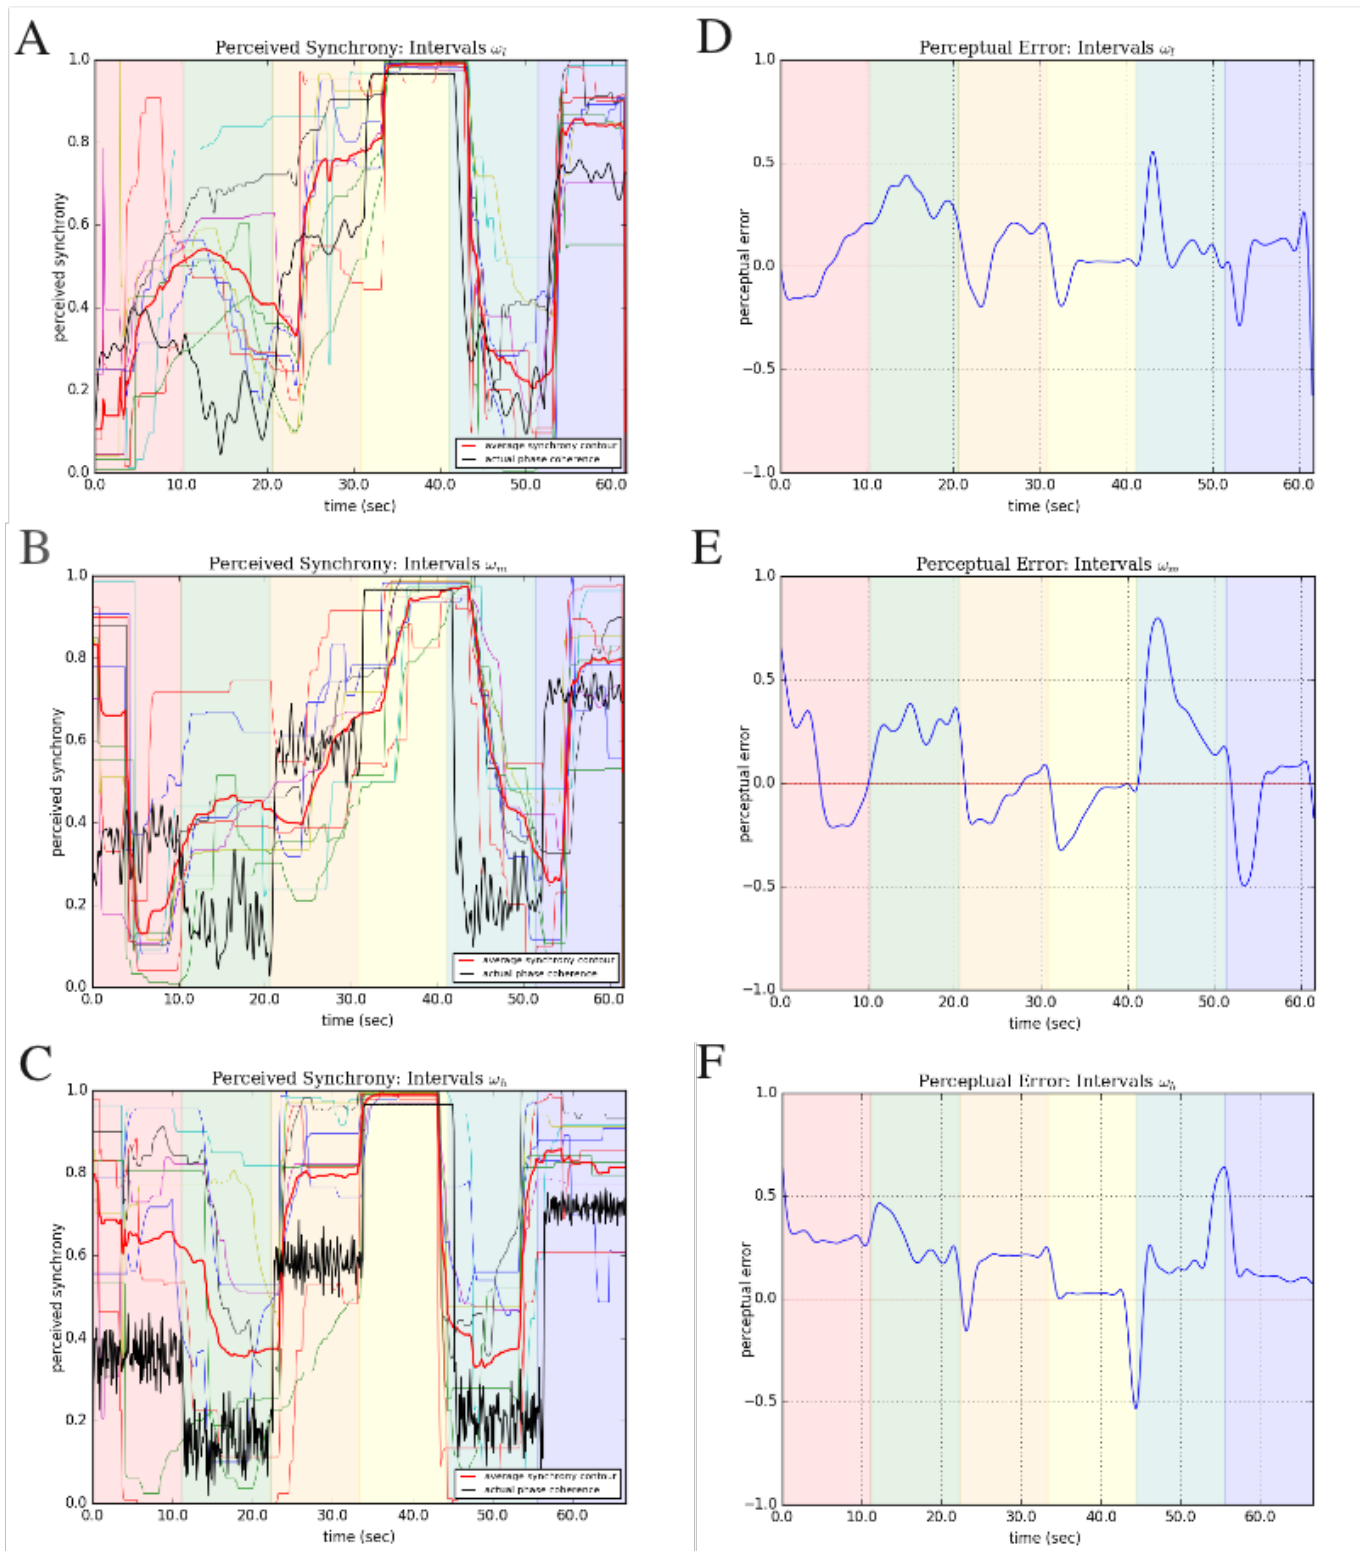 A
Perceived Synchrony: Intervals ωl
1.0
0.8
0.6
0.4
0.2
0.0
perceived synchrony
average synchrony contour
actual phase coherence
0.0 10.0 20.0 30.0 40.0 50.0 60.0
time (sec)
D
Perceptual Error: Intervals ωl
1.0
0.5
0.0
−0.5
−1.0
perceptual error
0.0 10.0 20.0 30.0 40.0 50.0 60.0
time (sec)
B
Perceived Synchrony: Intervals ωm
1.0
0.8
0.6
0.4
0.2
0.0
perceived synchrony
average synchrony contour
actual phase coherence
0.0 10.0 20.0 30.0 40.0 50.0 60.0
time (sec)
E
Perceptual Error: Intervals ωm
1.0
0.5
0.0
−0.5
−1.0
perceptual error
0.0 10.0 20.0 30.0 40.0 50.0 60.0
time (sec)
C
Perceived Synchrony: Intervals ωh
1.0
0.8
0.6
0.4
0.2
0.0
perceived synchrony
average synchrony contour
actual phase coherence
0.0 10.0 20.0 30.0 40.0 50.0 60.0
time (sec)
F
Perceptual Error: Intervals ωh
1.0
0.5
0.0
−0.5
−1.0
perceptual error
0.0 10.0 20.0 30.0 40.0 50.0 60.0
time (sec)